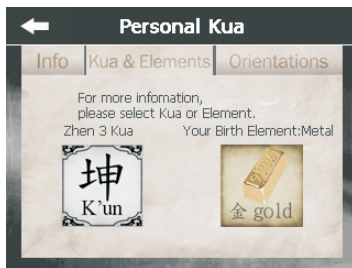 Personal Kua
Info Kua & Elements Orientations
For more infomation,
please select Kua or Element.
Zhen 3 Kua Your Birth Element:Metal
坤
K'un
金 gold